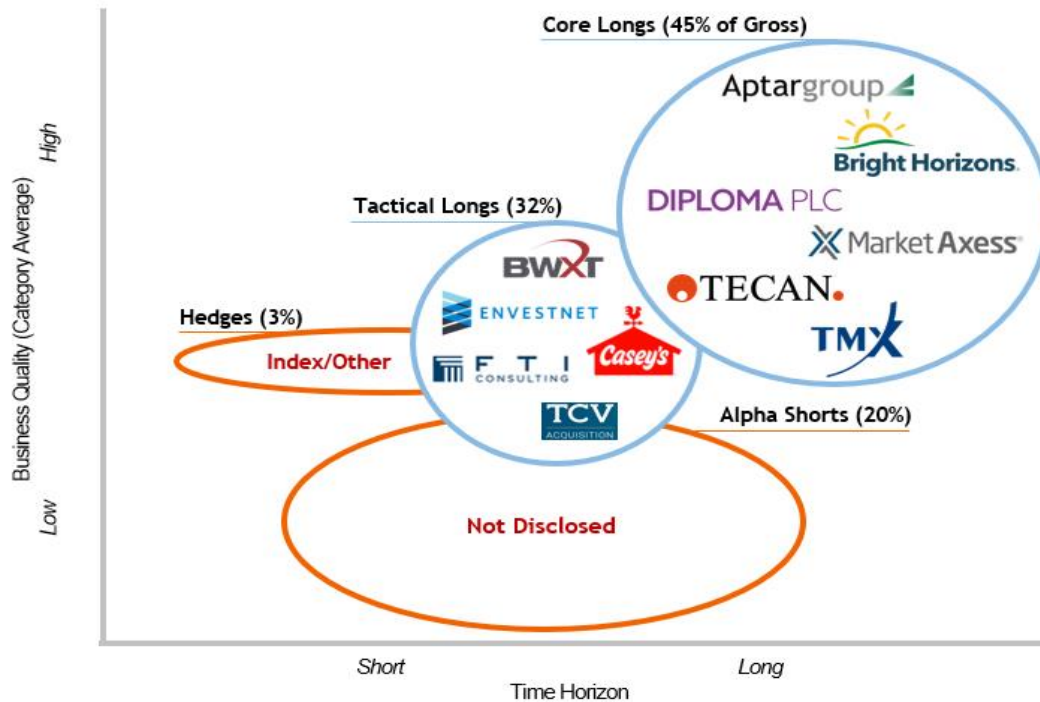 Core Longs (45% of Gross)
Aptargroup
Bright Horizons.
DIPLOMA PLC
MarketAxess
TECAN.
TMX
Tactical Longs (32%)
BWXT
ENVESTNET
Casey's
FTI
CONSULTING
TCV
ACQUISITION
Hedges (3%)
Index/Other
Alpha Shorts (20%)
Not Disclosed
Business Quality (Category Average)
High
Low
Short
Long
Time Horizon